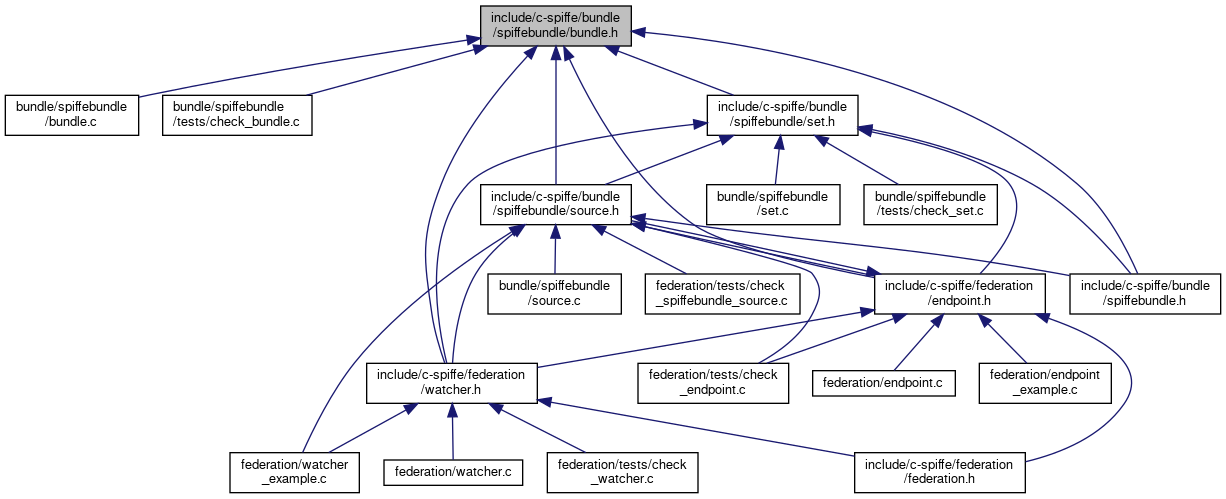 include/c-spiffe/bundle
/spiffebundle/bundle.h
bundle/spiffebundle
/bundle.c
bundle/spiffebundle
/tests/check_bundle.c
include/c-spiffe/bundle
/spiffebundle/set.h
include/c-spiffe/bundle
/spiffebundle/source.h
bundle/spiffebundle
/set.c
bundle/spiffebundle
/tests/check_set.c
bundle/spiffebundle
/source.c
federation/tests/check
_spiffebundle_source.c
include/c-spiffe/federation
/endpoint.h
include/c-spiffe/bundle
/spiffebundle.h
include/c-spiffe/federation
/watcher.h
federation/tests/check
_endpoint.c
federation/endpoint.c
federation/endpoint
_example.c
federation/watcher
_example.c
federation/watcher.c
federation/tests/check
_watcher.c
include/c-spiffe/federation
/federation.h